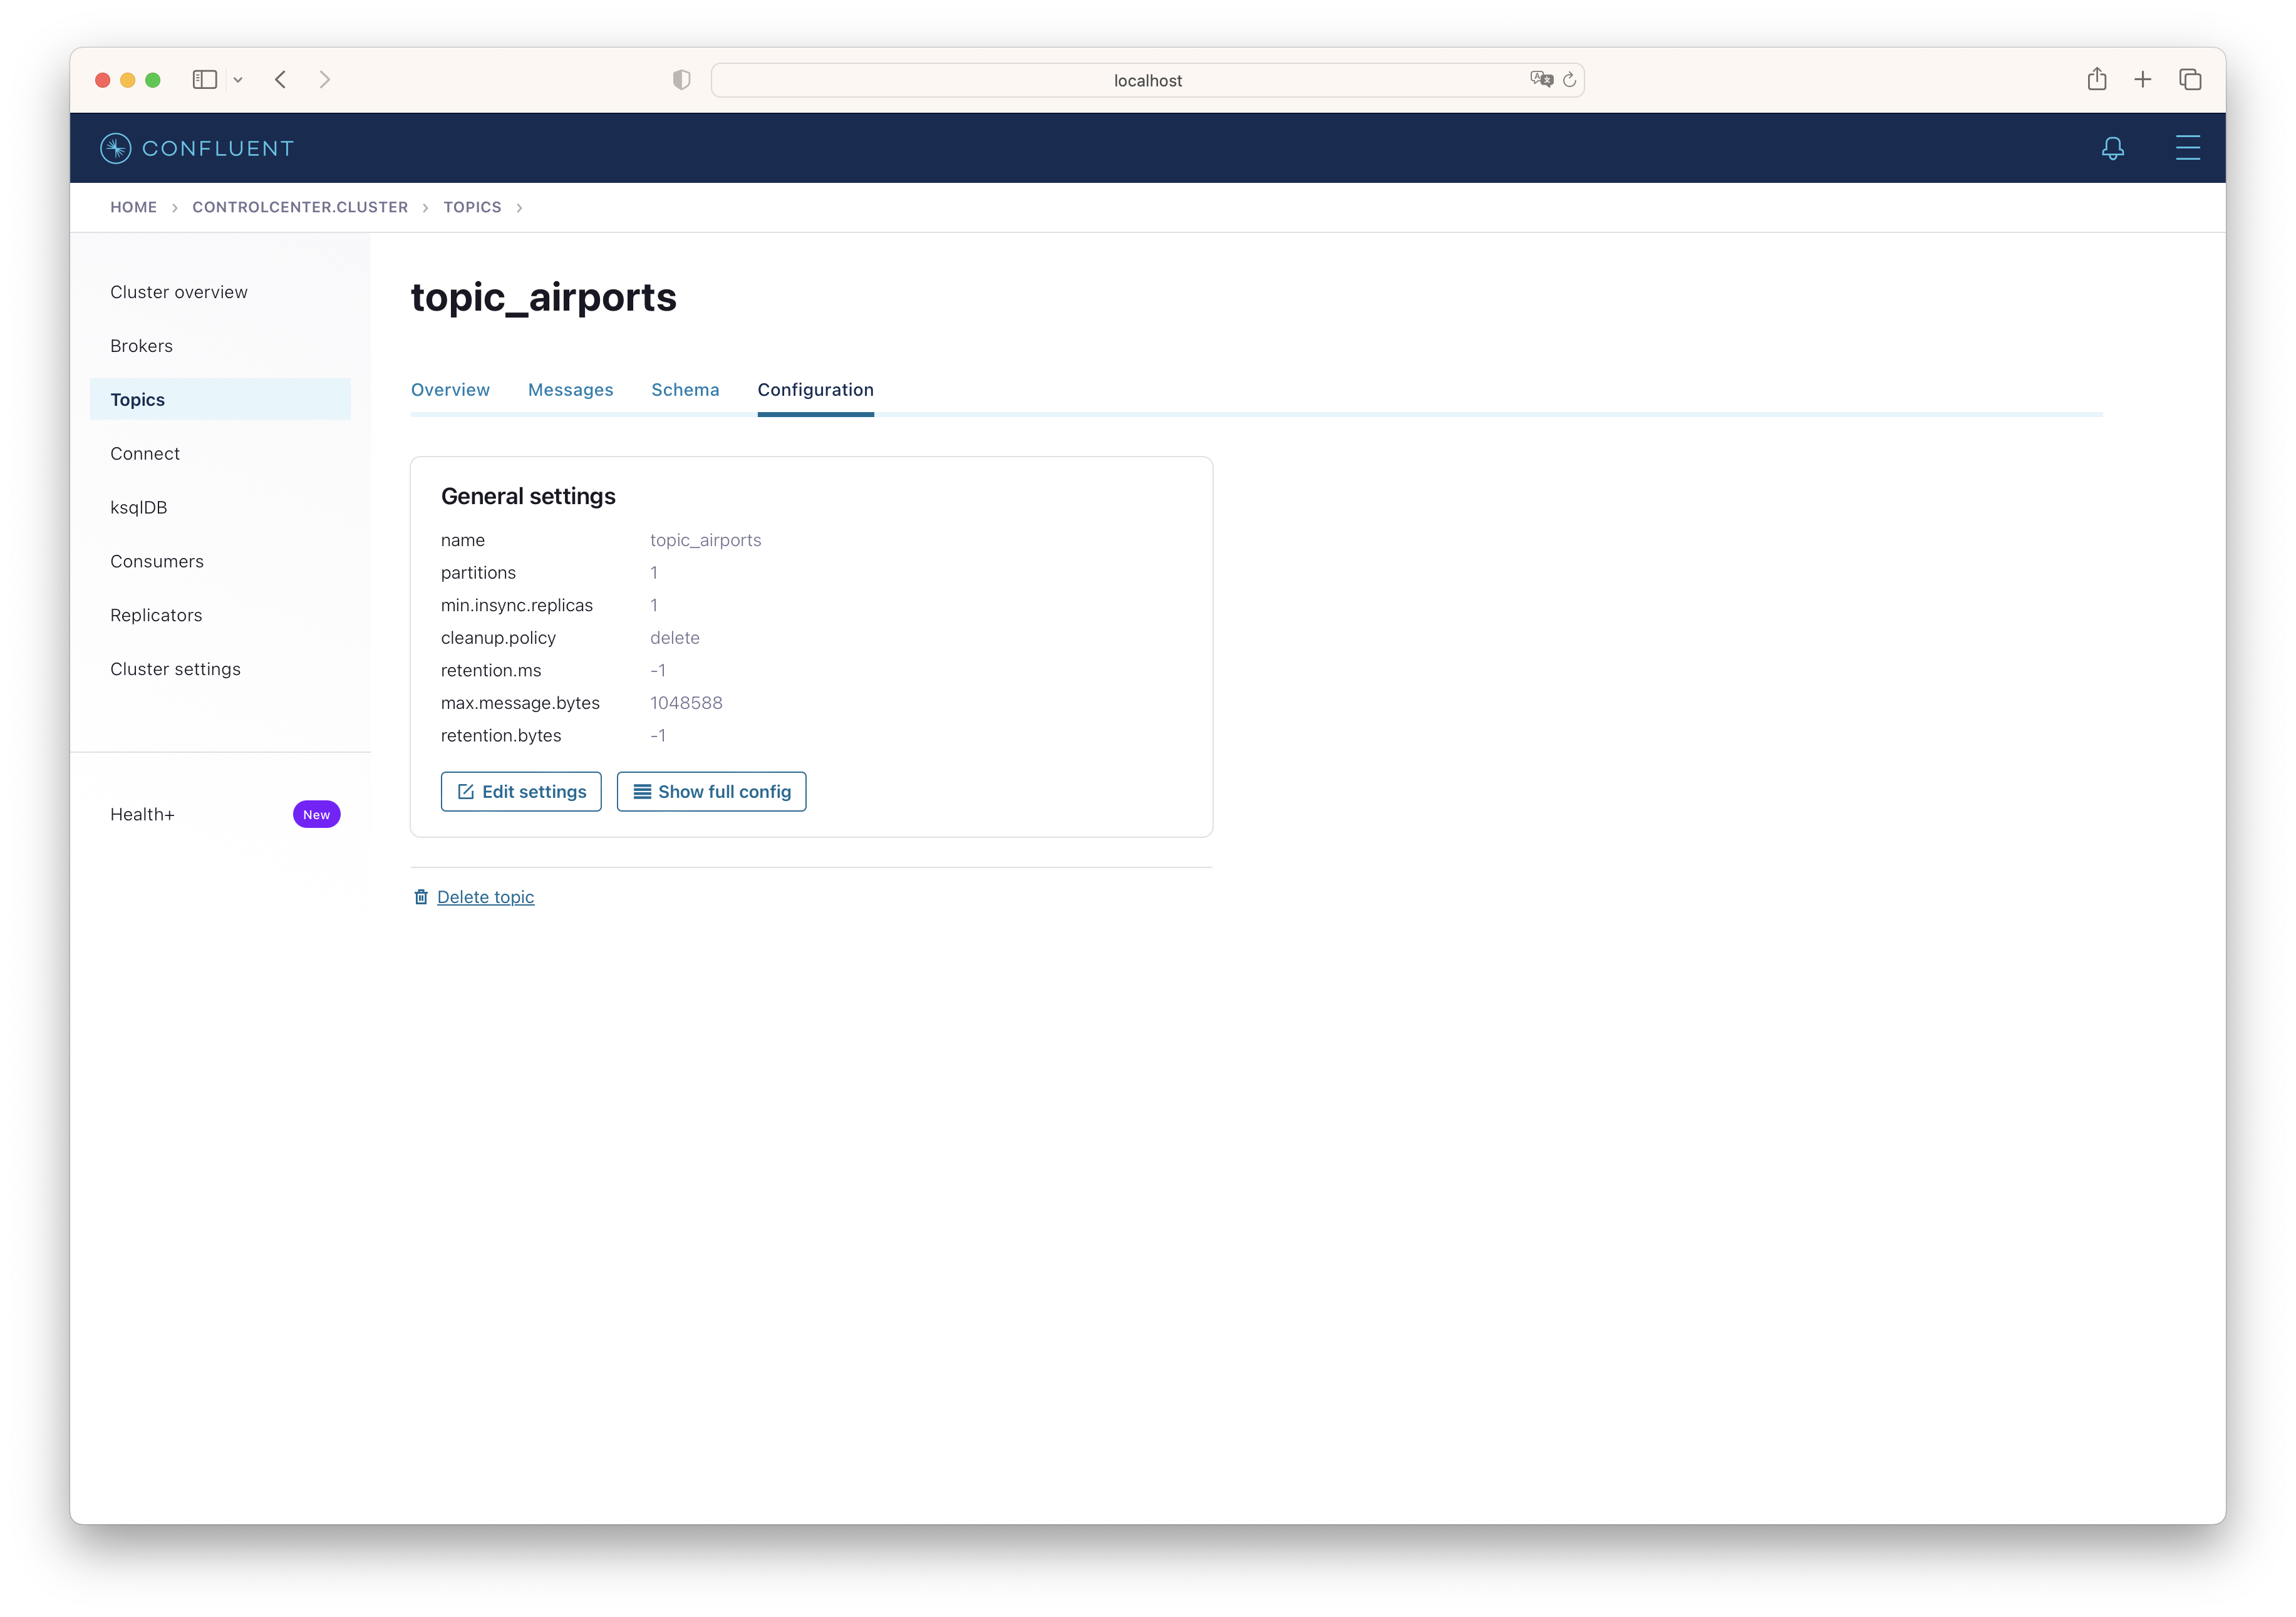 localhost
CONFLUENT
HOME > CONTROLCENTER.CLUSTER > TOPICS >
Cluster overview
Brokers
Topics
Connect
ksqlDB
Consumers
Replicators
Cluster settings
Health+ New
topic_airports
Overview Messages Schema Configuration
General settings
name topic_airports
partitions 1
min.insync.replicas 1
cleanup.policy delete
retention.ms -1
max.message.bytes 1048588
retention.bytes -1
Edit settings Show full config
Delete topic